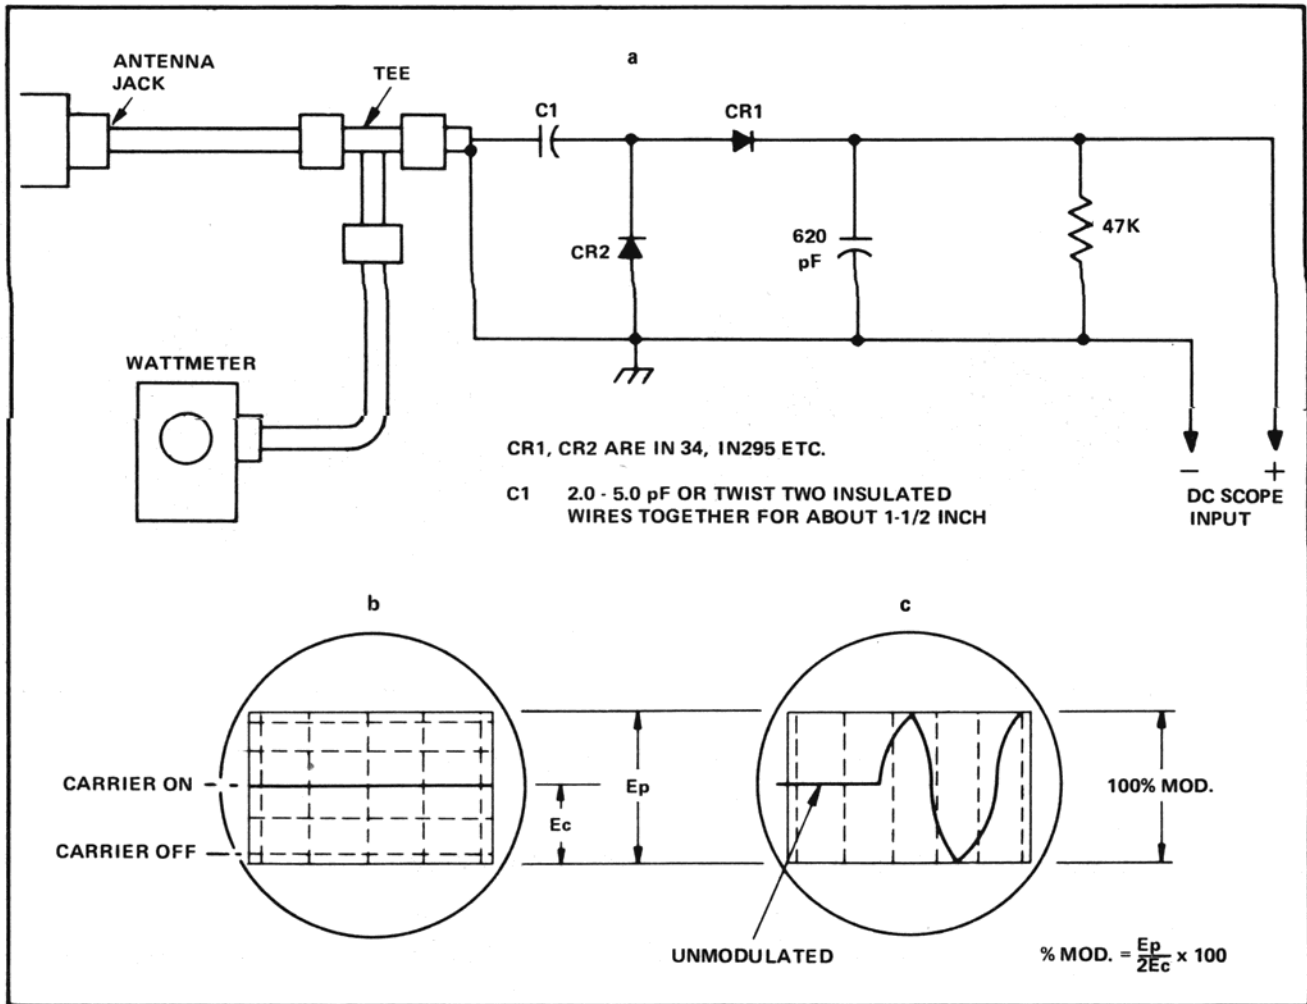 a
ANTENNA
JACK
TEE
C1
CR1
CR2
620
pF
47K
WATTMETER
CR1, CR2 ARE IN 34, IN295 ETC.
C1 2.0 - 5.0 pF OR TWIST TWO INSULATED
WIRES TOGETHER FOR ABOUT 1-1/2 INCH
− +
DC SCOPE
INPUT
b
CARRIER ON
CARRIER OFF
Ec
Ep
c
100% MOD.
UNMODULATED
% MOD. = Ep/2Ec x 100